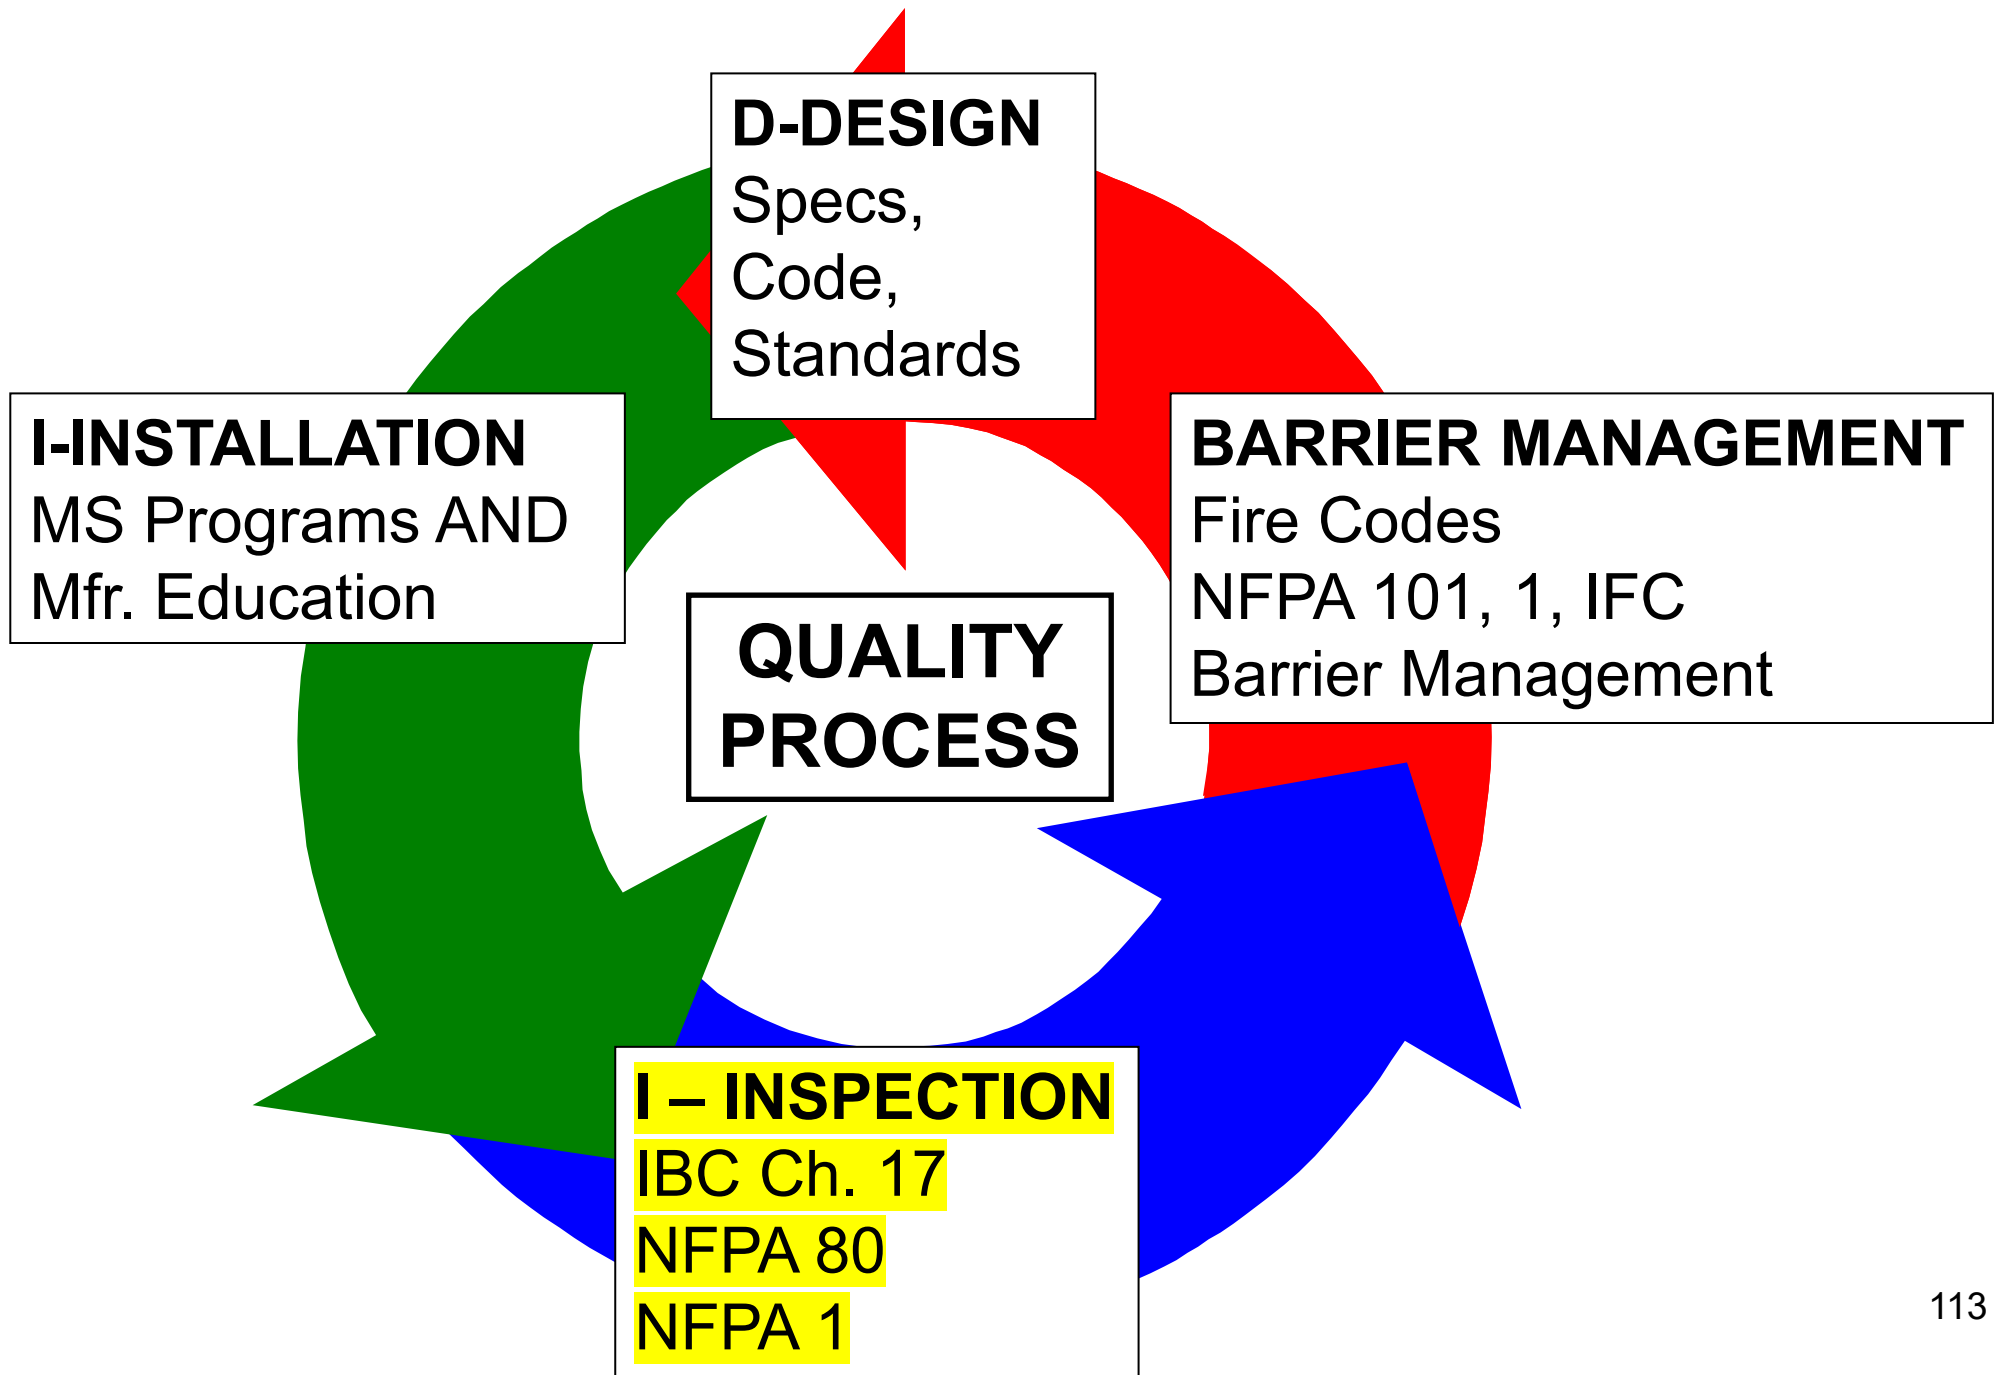 D-DESIGN
Specs,
Code,
Standards
I-INSTALLATION
MS Programs AND
Mfr. Education
BARRIER MANAGEMENT
Fire Codes
NFPA 101, 1, IFC
Barrier Management
QUALITY
PROCESS
I – INSPECTION
IBC Ch. 17
NFPA 80
NFPA 1
113